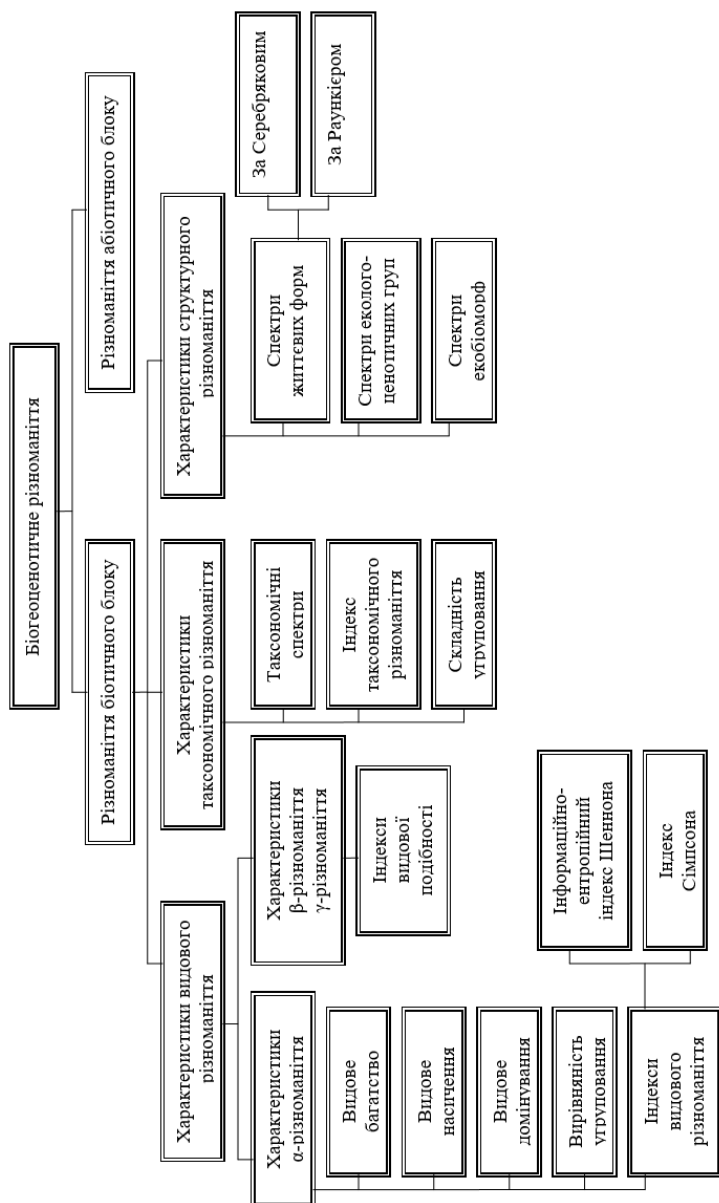 Біогеоценотичне різноманіття
Різноманіття біотичного блоку
Різноманіття абіотичного блоку
Характеристики видового
різноманіття
Характеристики
таксономічного різноманіття
Характеристики структурного
різноманіття
Характеристики
α-різноманіття
Видове
багатство
Видове
насичення
Видове
домінування
Вирівняність
угруповання
Індекси
видового
різноманіття
Інформаційно-
ентропійний
індекс Шеннона
Індекс
Сімпсона
Характеристики
β-різноманіття
γ-різноманіття
Індекси
видової
подібності
Таксономічні
спектри
Індекс
таксономічного
різноманіття
Складність
угруповання
Спектри
життєвих форм
Спектри еколого-
ценотичних груп
Спектри
екобіоморф
За Серебряковим
За Раункієром